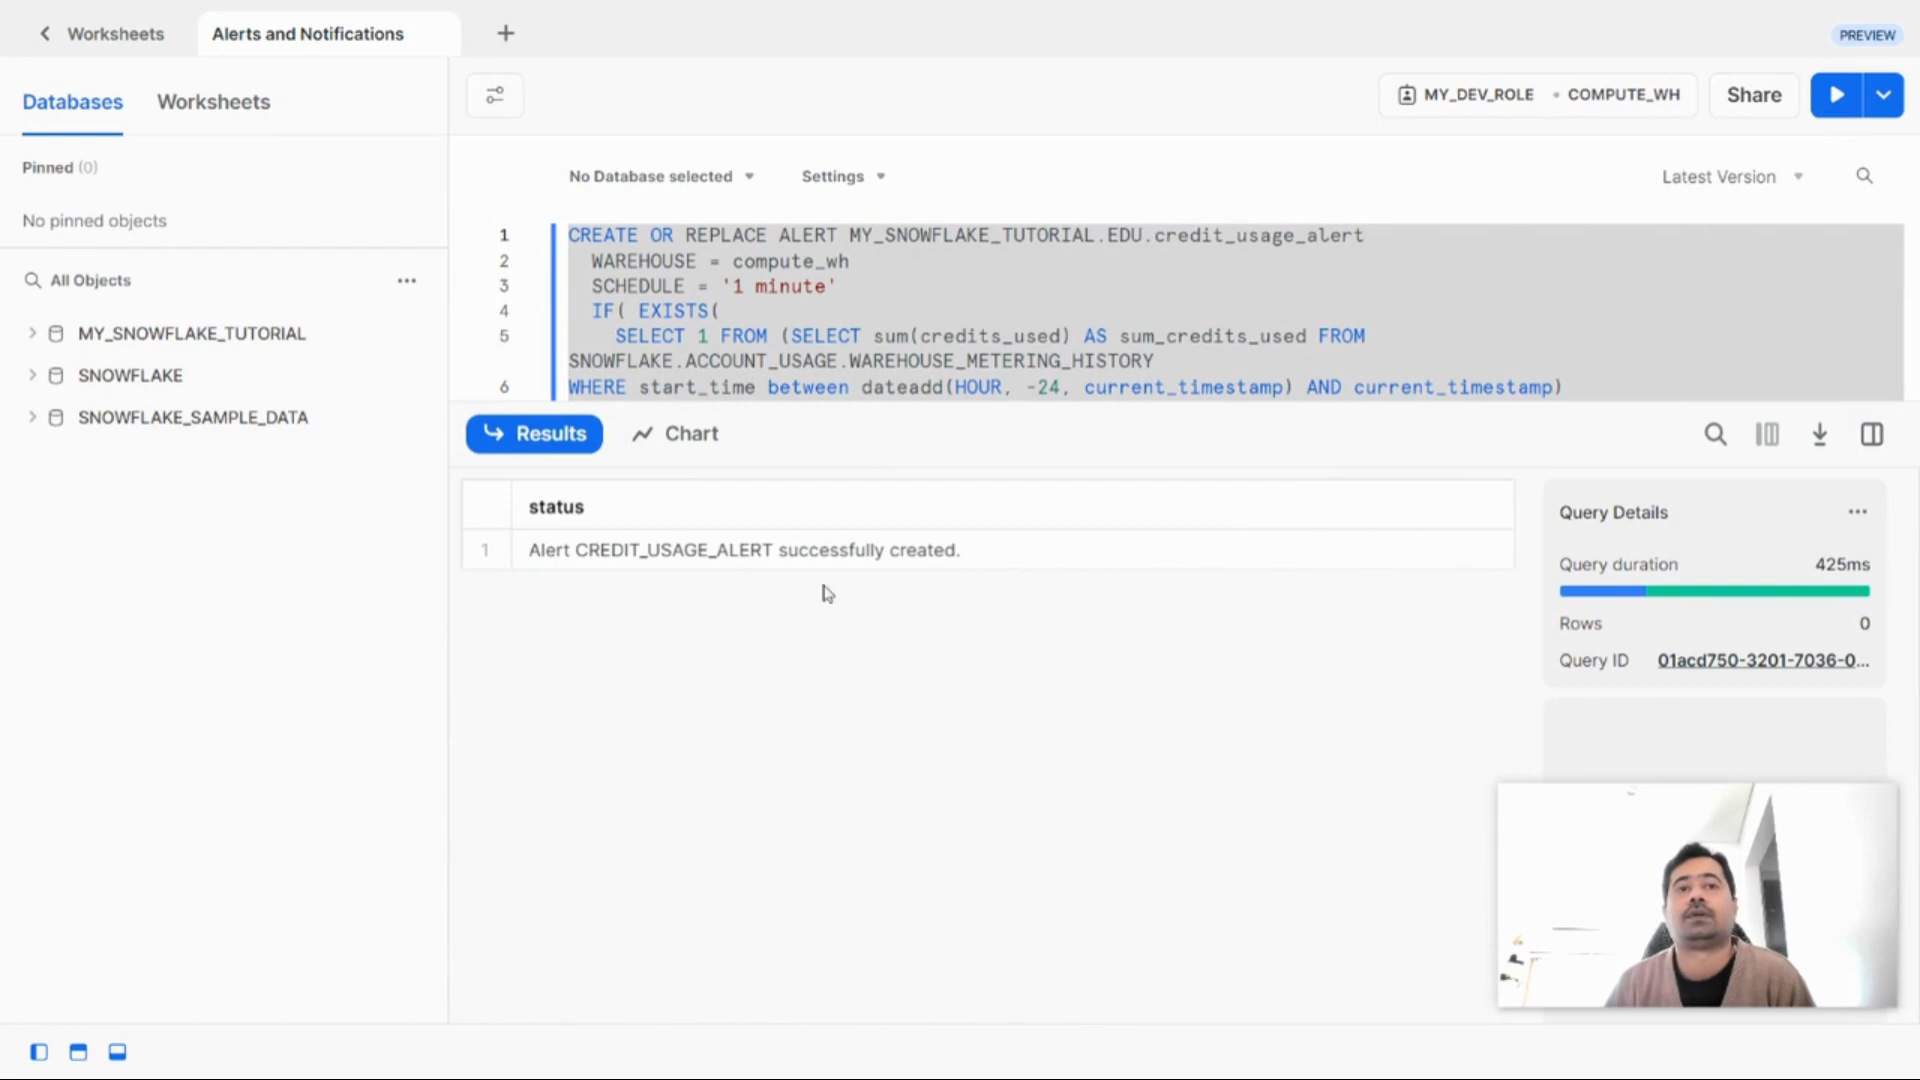 Worksheets
Alerts and Notifications
PREVIEW
Databases
Worksheets
MY_DEV_ROLE
COMPUTE_WH
Share
Pinned (0)
No pinned objects
No Database selected
Settings
Latest Version
All Objects
MY_SNOWFLAKE_TUTORIAL
SNOWFLAKE
SNOWFLAKE_SAMPLE_DATA
1 CREATE OR REPLACE ALERT MY_SNOWFLAKE_TUTORIAL.EDU.credit_usage_alert
2 WAREHOUSE = compute_wh
3 SCHEDULE = '1 minute'
4 IF( EXISTS(
5 SELECT 1 FROM (SELECT sum(credits_used) AS sum_credits_used FROM
SNOWFLAKE.ACCOUNT_USAGE.WAREHOUSE_METERING_HISTORY
6 WHERE start_time between dateadd(HOUR, -24, current_timestamp) AND current_timestamp)
Results
Chart
status
1 Alert CREDIT_USAGE_ALERT successfully created.
Query Details
Query duration 425ms
Rows 0
Query ID 01acd750-3201-7036-0...